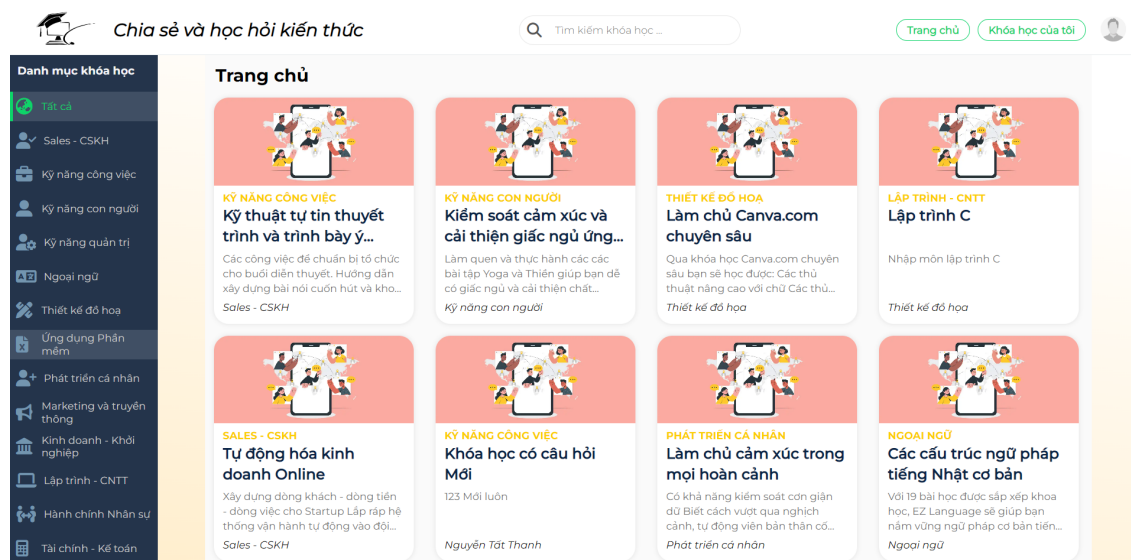 Chia sẻ và học hỏi kiến thức
Tìm kiếm khóa học ...
Trang chủ
Khóa học của tôi
Danh mục khóa học
Tất cả
Sales - CSKH
Kỹ năng công việc
Kỹ năng con người
Kỹ năng quản trị
Ngoại ngữ
Thiết kế đồ hoạ
Ứng dụng Phần
mềm
Phát triển cá nhân
Marketing và truyền
thông
Kinh doanh - Khởi
nghiệp
Lập trình - CNTT
Hành chính Nhân sự
Tài chính - Kế toán
Trang chủ
KỸ NĂNG CÔNG VIỆC
Kỹ thuật tự tin thuyết
trình và trình bày ý...
Các công việc để chuẩn bị tổ chức
cho buổi diễn thuyết. Hướng dẫn
xây dựng bài nói cuốn hút và kho...
Sales - CSKH
KỸ NĂNG CON NGƯỜI
Kiểm soát cảm xúc và
cải thiện giấc ngủ ứng...
Làm quen và thực hành các các
bài tập Yoga và Thiền giúp bạn dễ
có giấc ngủ và cải thiện chất...
Kỹ năng con người
THIẾT KẾ ĐỒ HOẠ
Làm chủ Canva.com
chuyên sâu
Qua khóa học Canva.com chuyên
sâu bạn sẽ học được: Các thủ
thuật nâng cao với chữ Các thủ...
Thiết kế đồ hoạ
LẬP TRÌNH - CNTT
Lập trình C
Nhập môn lập trình C
Thiết kế đồ hoạ
SALES - CSKH
Tự động hóa kinh
doanh Online
Xây dựng dòng khách - dòng tiền
- dòng việc cho Startup Lắp ráp hệ
thống vận hành tự động vào đội...
Sales - CSKH
KỸ NĂNG CÔNG VIỆC
Khóa học có câu hỏi
Mới
123 Mới luôn
Nguyễn Tất Thanh
PHÁT TRIỂN CÁ NHÂN
Làm chủ cảm xúc trong
mọi hoàn cảnh
Có khả năng kiểm soát cơn giận
dữ Biết cách vượt qua nghịch
cảnh, tự động viên bản thân cố...
Phát triển cá nhân
NGOẠI NGỮ
Các cấu trúc ngữ pháp
tiếng Nhật cơ bản
Với 19 bài học được sắp xếp khoa
học, EZ Language sẽ giúp bạn
nắm vững ngữ pháp cơ bản tiến...
Ngoại ngữ